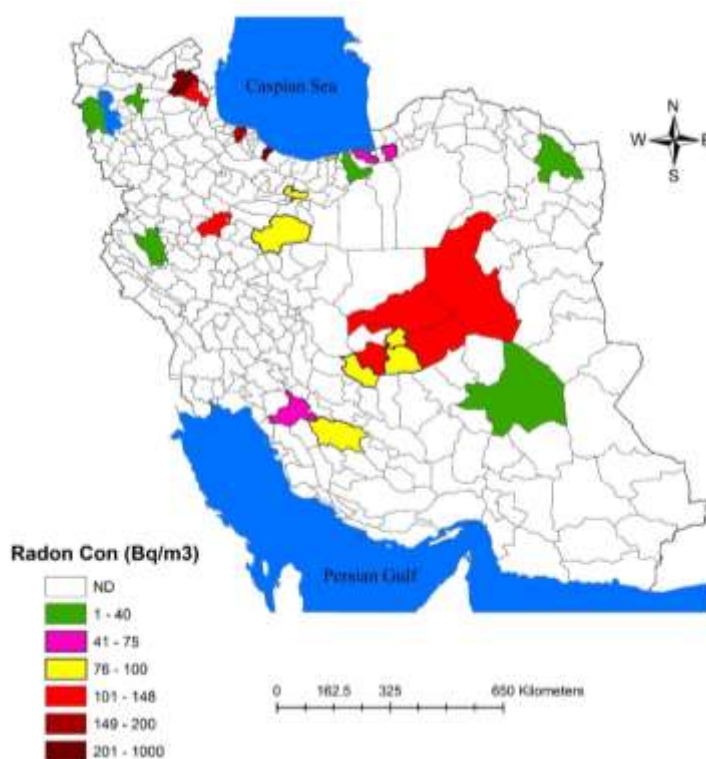 Caspian Sea
N
W E
S
Persian Gulf
Radon Con (Bq/m3)
ND
1 - 40
41 - 75
76 - 100
101 - 148
149 - 200
201 - 1000
0 162.5 325 650 Kilometers